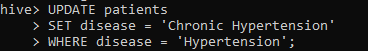 hive> UPDATE patients
    > SET disease = 'Chronic Hypertension'
    > WHERE disease = 'Hypertension';